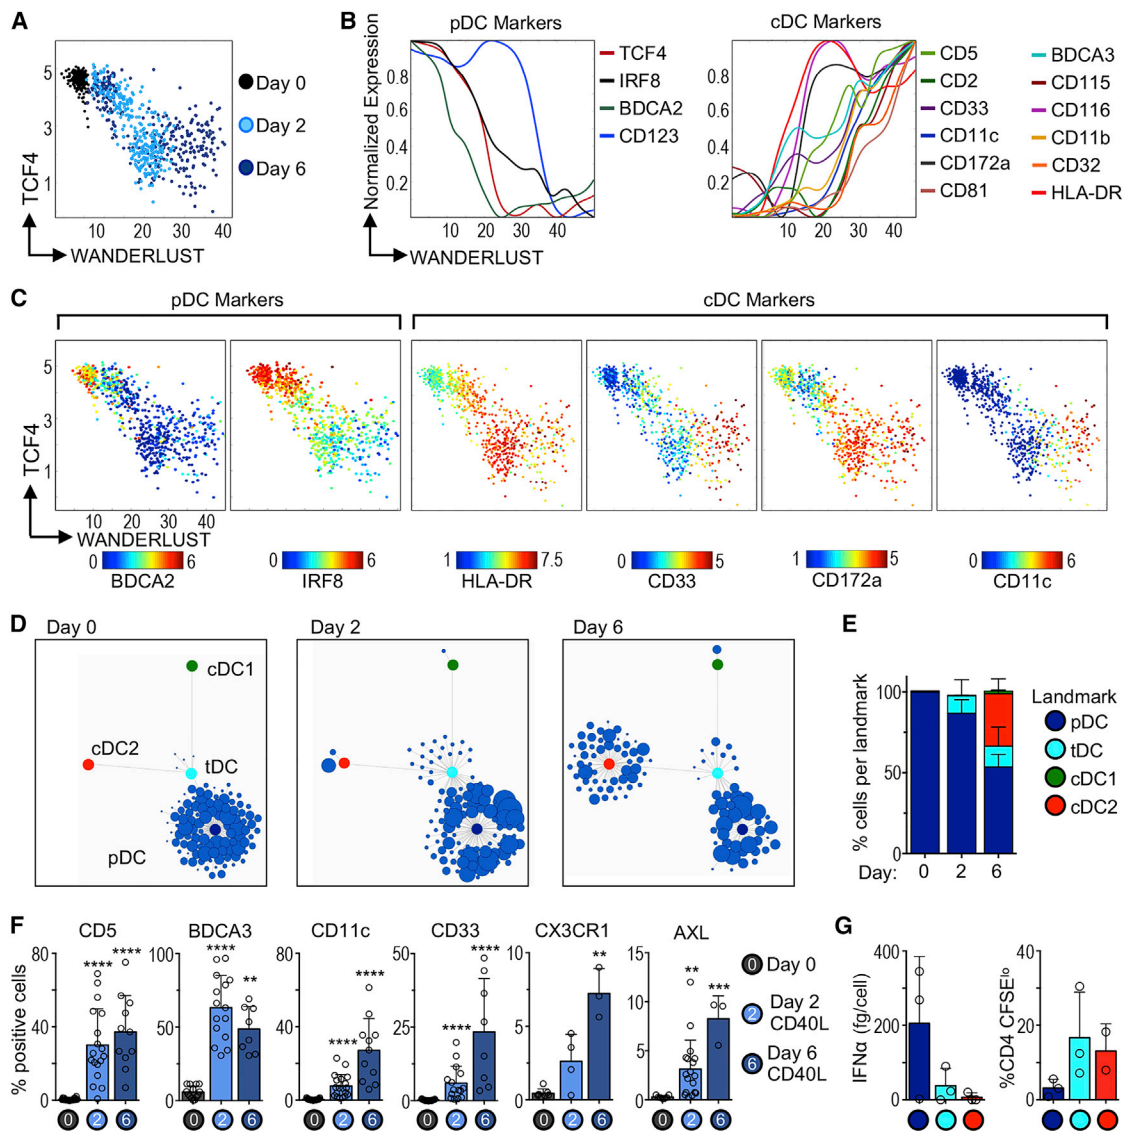 A
TCF4
5
3
1
10 20 30 40
WANDERLUST
Day 0
Day 2
Day 6
B
pDC Markers
Normalized Expression
0.8
0.6
0.4
0.2
10 20 30 40
WANDERLUST
TCF4
IRF8
BDCA2
CD123
cDC Markers
0.8
0.6
0.4
0.2
10 20 30 40
CD5
CD2
CD33
CD11c
CD172a
CD81
BDCA3
CD115
CD116
CD11b
CD32
HLA-DR
C
pDC Markers
cDC Markers
TCF4
5
3
1
10 20 30 40
WANDERLUST
0 6
BDCA2
0 6
IRF8
1 7.5
HLA-DR
0 5
CD33
1 5
CD172a
0 6
CD11c
D
Day 0
cDC1
cDC2
tDC
pDC
Day 2
Day 6
E
% cells per landmark
100
50
0
Day: 0 2 6
Landmark
pDC
tDC
cDC1
cDC2
F
% positive cells
CD5
80
40
0
**** ****
0 2 6
BDCA3
100
50
0
**** **
0 2 6
CD11c
100
50
0
**** ****
0 2 6
CD33
50
25
0
**** ****
0 2 6
CX3CR1
10
5
0
**
0 2 6
AXL
15
10
5
0
** ***
0 2 6
0 Day 0
2 Day 2
CD40L
6 Day 6
CD40L
G
IFNα (fg/cell)
400
200
0
%CD4 CFSElo
40
20
0